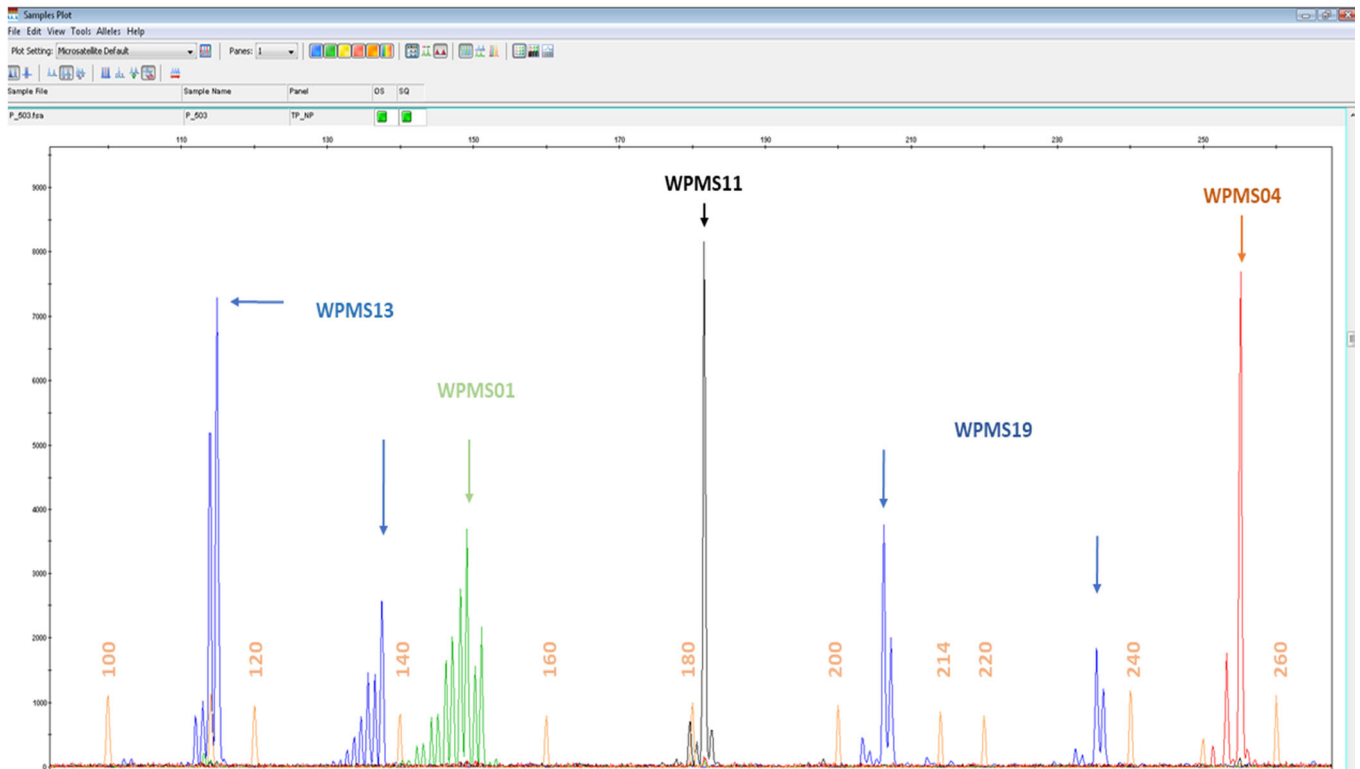 Samples Plot
File Edit View Tools Alleles Help
Plot Setting: Microsatellite Default Panes: 1
Sample File Sample Name Panel OS SQ
P_503.fsa P_503 TP_NP
110 130 150 170 190 210 230 250
9000
8000
7000
6000
5000
4000
3000
2000
1000
0
WPMS11
WPMS04
WPMS13
WPMS01
WPMS19
100 120 140 160 180 200 214 220 240 260